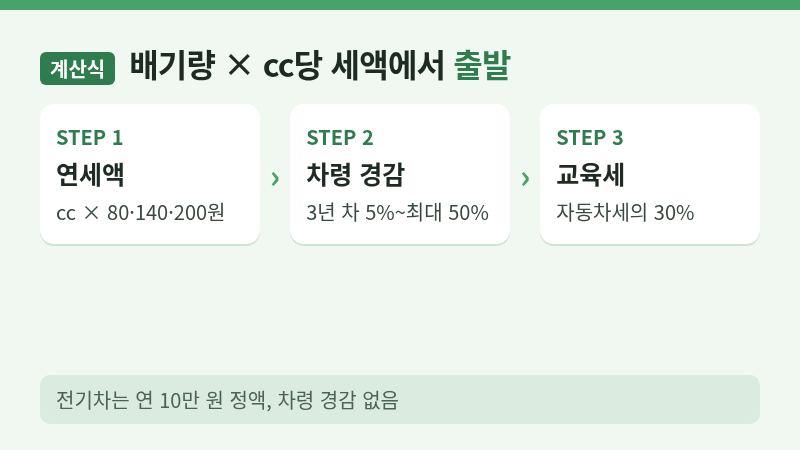 계산식 배기량 × cc당 세액에서 출발
STEP 1
연세액
cc × 80·140·200원
›
STEP 2
차령 경감
3년 차 5%~최대 50%
›
STEP 3
교육세
자동차세의 30%
전기차는 연 10만 원 정액, 차령 경감 없음